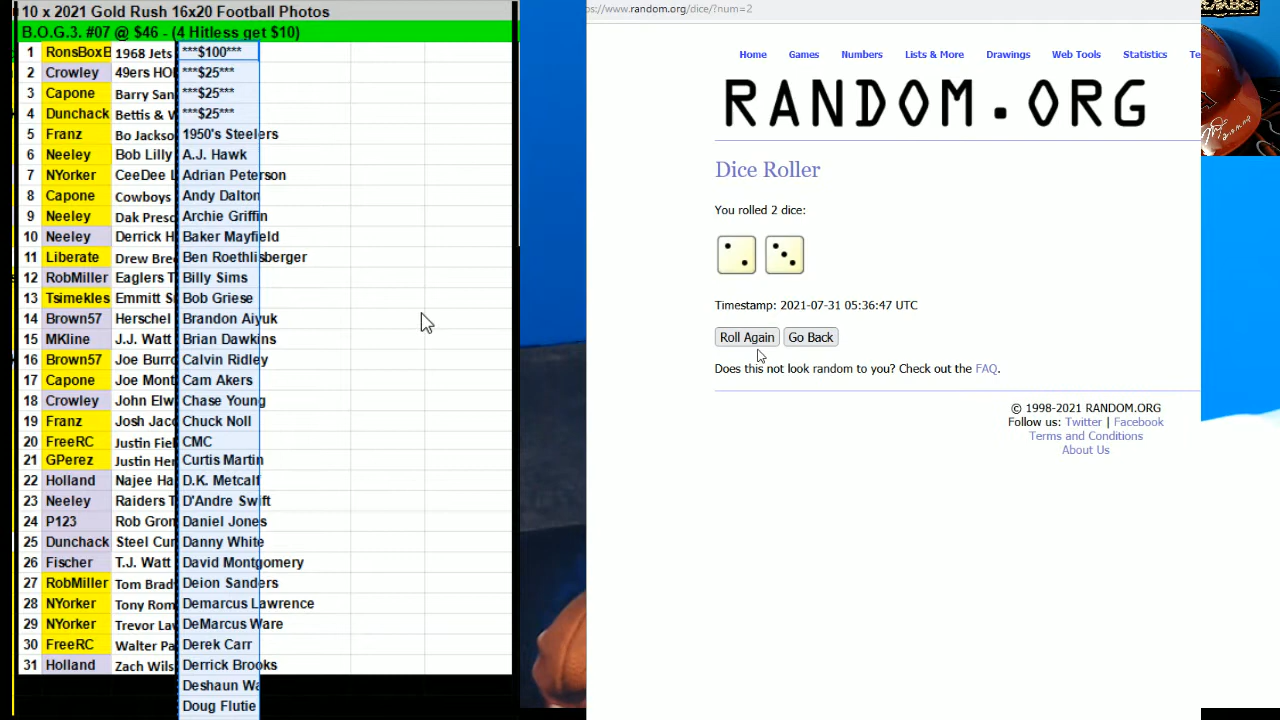 10 x 2021 Gold Rush 16x20 Football Photos
B.O.G.3. #07 @ $46 - (4 Hitless get $10)
1 RonsBoxB 1968 Jets ***$100***
2 Crowley 49ers ***$25***
3 Capone Barry San ***$25***
4 Dunchack Bettis & ***$25***
5 Franz Bo Jackso 1950's Steelers
6 Neeley Bob Lilly A.J. Hawk
7 NYorker CeeDee L Adrian Peterson
8 Capone Cowboys Andy Dalton
9 Neeley Dak Presc Archie Griffin
10 Neeley Derrick H Baker Mayfield
11 Liberate Drew Bree Ben Roethlisberger
12 RobMiller Eaglers T Billy Sims
13 Tsimekles Emmitt S Bob Griese
14 Brown57 Herschel Brandon Aiyuk
15 MKline J.J. Watt Brian Dawkins
16 Brown57 Joe Burro Calvin Ridley
17 Capone Joe Mont Cam Akers
18 Crowley John Elw Chase Young
19 Franz Josh Jac Chuck Noll
20 FreeRC Justin Fiel CMC
21 GPerez Justin Her Curtis Martin
22 Holland Najee Ha D.K. Metcalf
23 Neeley Raiders T D'Andre Swift
24 P123 Rob Gron Daniel Jones
25 Dunchack Steel Cur Danny White
26 Fischer T.J. Watt David Montgomery
27 RobMiller Tom Brad Deion Sanders
28 NYorker Tony Rom Demarcus Lawrence
29 NYorker Trevor La DeMarcus Ware
30 FreeRC Walter Pa Derek Carr
31 Holland Zach Wils Derrick Brooks
Deshaun Wa
Doug Flutie
s://www.random.org/dice/?num=2
Home Games Numbers Lists & More Drawings Web Tools Statistics Te
RANDOM.ORG
Dice Roller
You rolled 2 dice:
Timestamp: 2021-07-31 05:36:47 UTC
Roll Again Go Back
Does this not look random to you? Check out the FAQ.
© 1998-2021 RANDOM.ORG
Follow us: Twitter | Facebook
Terms and Conditions
About Us